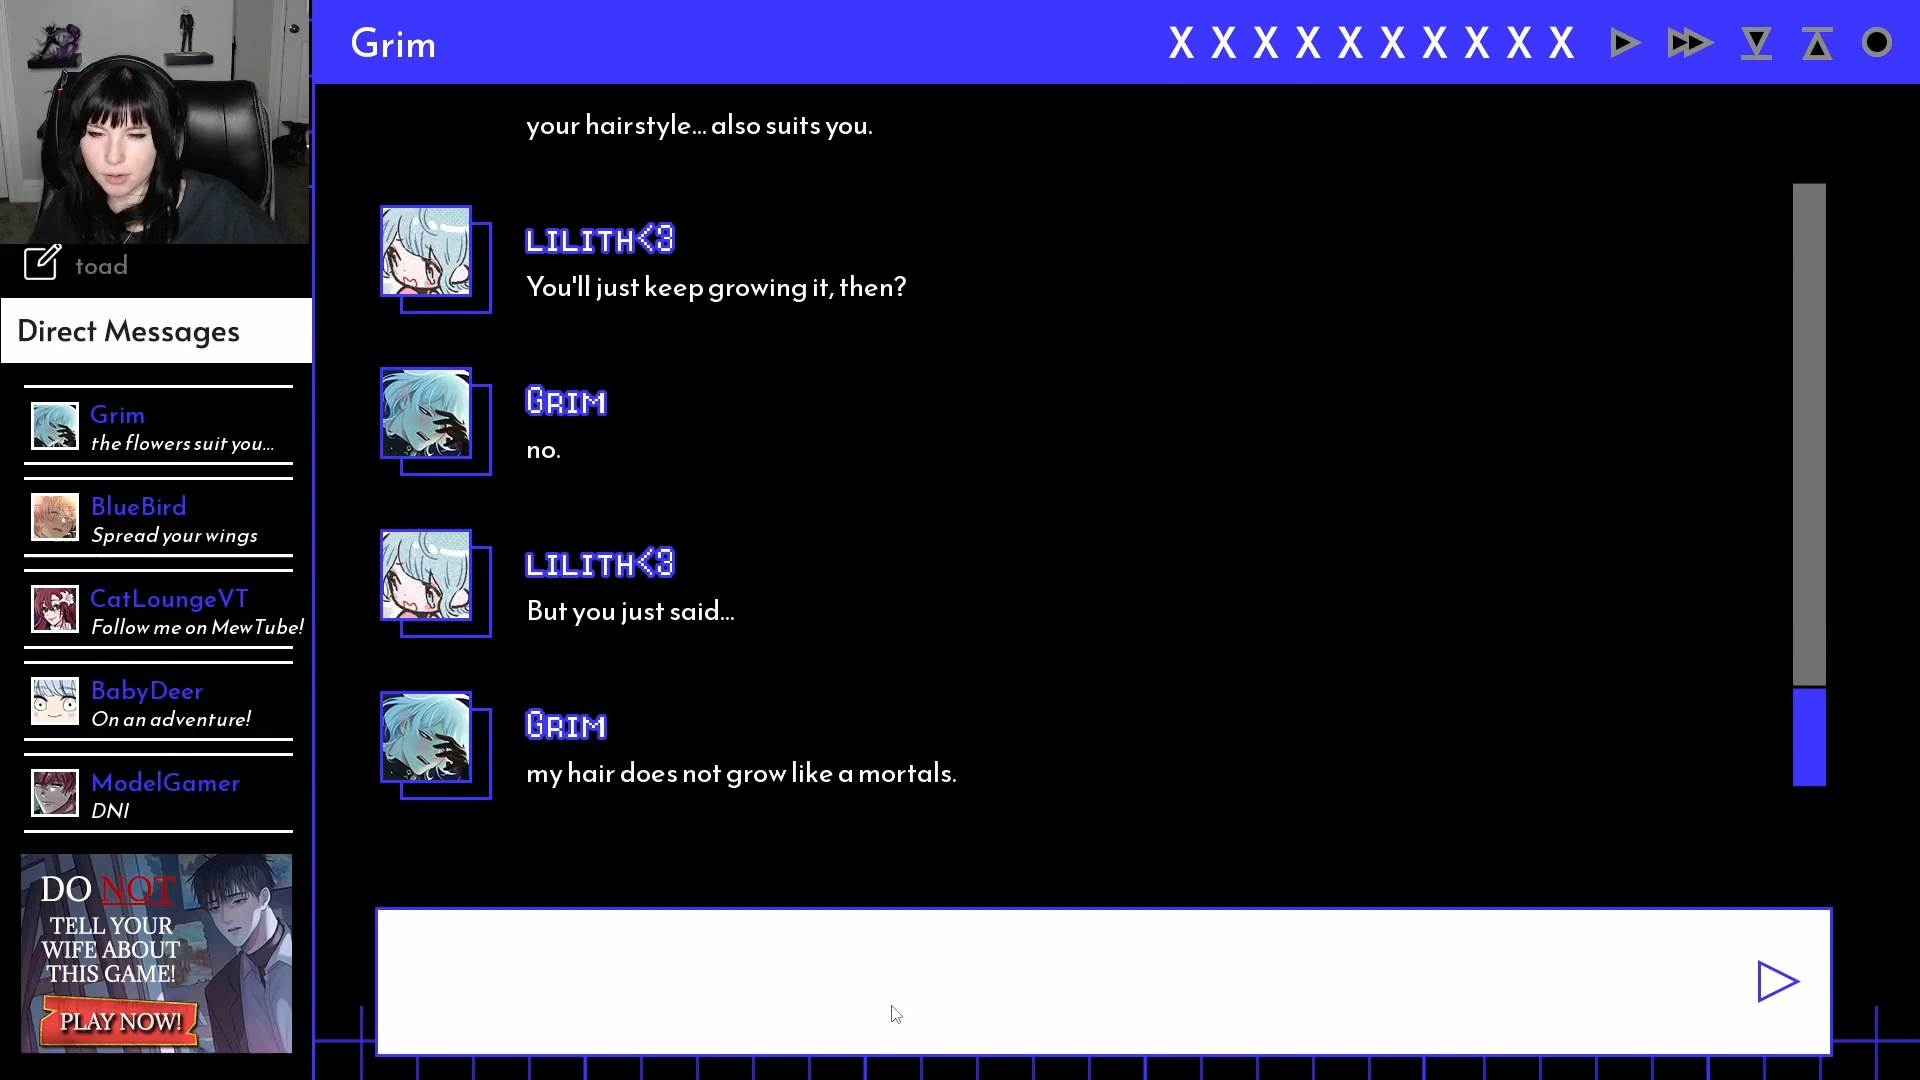 Grim
X X X X X X X X X X
your hairstyle... also suits you.
LILITH<3
You'll just keep growing it, then?
GRIM
no.
LILITH<3
But you just said...
GRIM
my hair does not grow like a mortals.
toad
Direct Messages
Grim
the flowers suit you...
BlueBird
Spread your wings
CatLoungeVT
Follow me on MewTube!
BabyDeer
On an adventure!
ModelGamer
DNI
DO NOT
TELL YOUR
WIFE ABOUT
THIS GAME!
PLAY NOW!